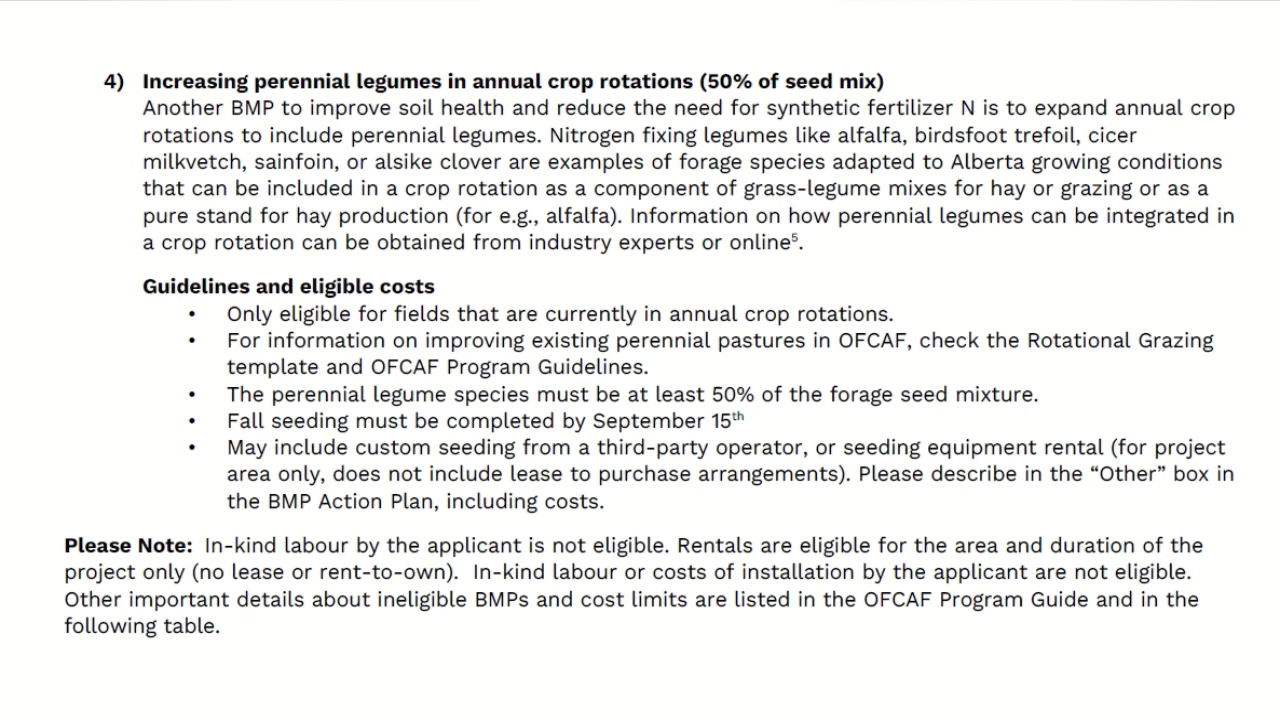 4) Increasing perennial legumes in annual crop rotations (50% of seed mix)
Another BMP to improve soil health and reduce the need for synthetic fertilizer N is to expand annual crop
rotations to include perennial legumes. Nitrogen fixing legumes like alfalfa, birdsfoot trefoil, cicer
milkvetch, sainfoin, or alsike clover are examples of forage species adapted to Alberta growing conditions
that can be included in a crop rotation as a component of grass-legume mixes for hay or grazing or as a
pure stand for hay production (for e.g., alfalfa). Information on how perennial legumes can be integrated in
a crop rotation can be obtained from industry experts or online⁵.
Guidelines and eligible costs
• Only eligible for fields that are currently in annual crop rotations.
• For information on improving existing perennial pastures in OFCAF, check the Rotational Grazing
template and OFCAF Program Guidelines.
• The perennial legume species must be at least 50% of the forage seed mixture.
• Fall seeding must be completed by September 15th
• May include custom seeding from a third-party operator, or seeding equipment rental (for project
area only, does not include lease to purchase arrangements). Please describe in the “Other” box in
the BMP Action Plan, including costs.
Please Note: In-kind labour by the applicant is not eligible. Rentals are eligible for the area and duration of the
project only (no lease or rent-to-own). In-kind labour or costs of installation by the applicant are not eligible.
Other important details about ineligible BMPs and cost limits are listed in the OFCAF Program Guide and in the
following table.